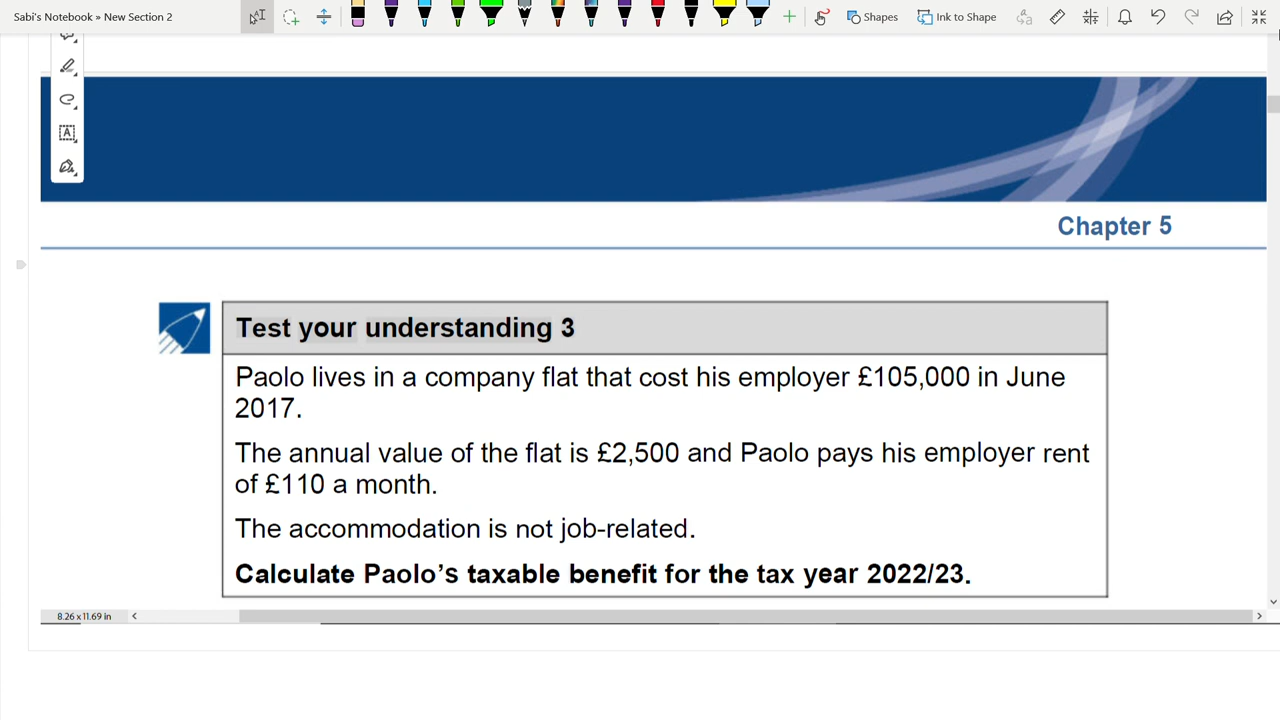 Sabi's Notebook » New Section 2
Shapes
Ink to Shape
Chapter 5
Test your understanding 3
Paolo lives in a company flat that cost his employer £105,000 in June
2017.
The annual value of the flat is £2,500 and Paolo pays his employer rent
of £110 a month.
The accommodation is not job-related.
Calculate Paolo’s taxable benefit for the tax year 2022/23.
8.26 x 11.69 in